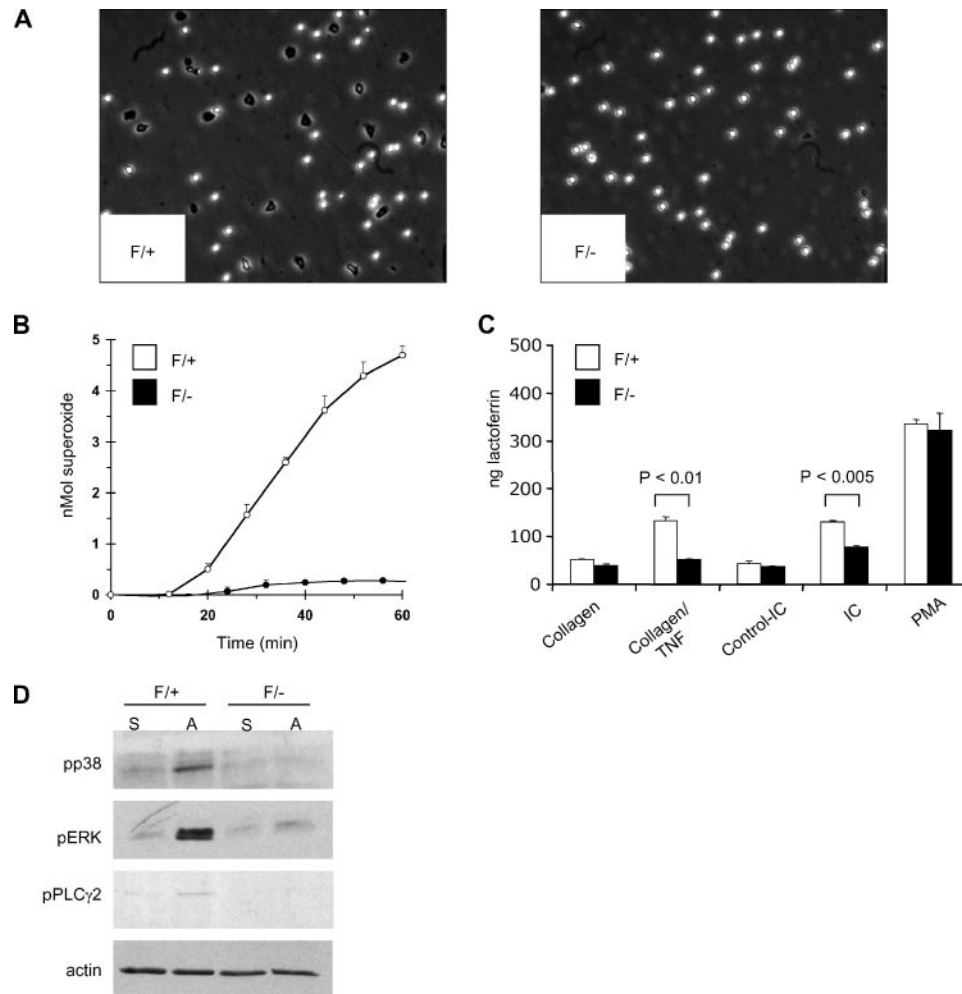 A
F/+
F/-
B
5
4
3
2
1
0
nMol superoxide
F/+
F/-
0
20
40
60
Time (min)
C
500
400
300
200
100
0
ng lactoferrin
F/+
F/-
P < 0.01
P < 0.005
Collagen
Collagen/
TNF
Control-IC
IC
PMA
D
F/+
F/-
S
A
S
A
pp38
pERK
pPLCγ2
actin